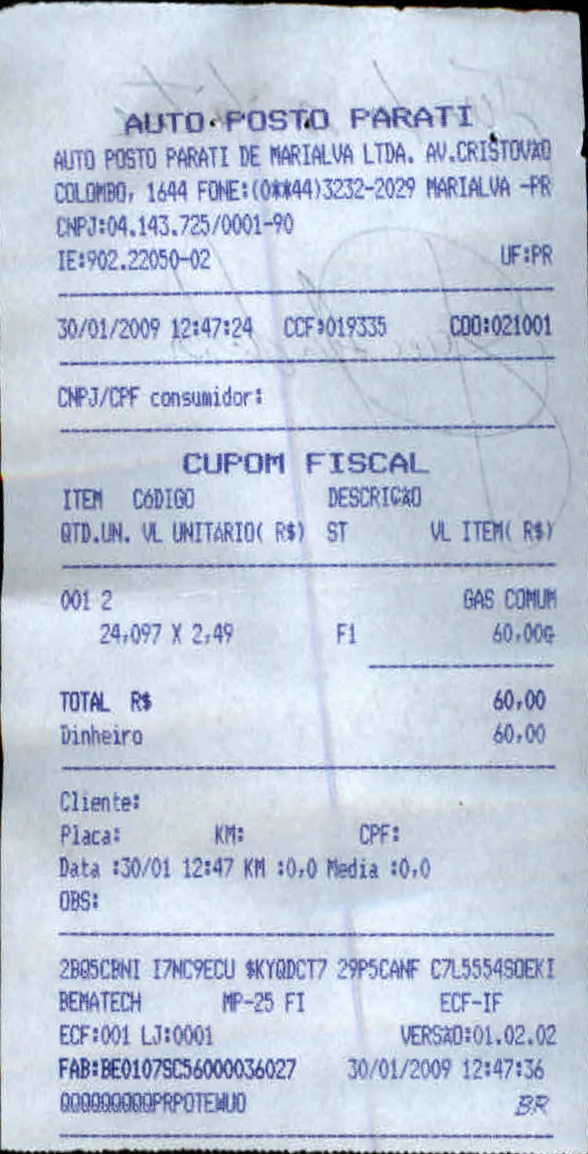 AUTO POSTO PARATI
AUTO POSTO PARATI DE MARIALVA LTDA. AV.CRISTOVÃO
COLOMBO, 1644 FONE:(0**44)3232-2029 MARIALVA -PR
CNPJ:04.143.725/0001-90
IE:902.22050-02 UF:PR
30/01/2009 12:47:24 CCF:019335 COO:021001
CNPJ/CPF consumidor:
CUPOM FISCAL
ITEM CÓDIGO DESCRIÇÃO
QTD.UN. VL UNITÁRIO( R$) ST VL ITEM( R$)
001 2 GAS COMUM
24,097 X 2,49 F1 60,00G
TOTAL R$ 60,00
Dinheiro 60,00
Cliente:
Placa: KM: CPF:
Data :30/01 12:47 KM :0,0 Media :0,0
OBS:
2BQ5CBNI I7NC9ECU $KYQDCT7 29P5CANF C7L5554SOEKI
BEMATECH MP-25 FI ECF-IF
ECF:001 LJ:0001 VERSÃO:01.02.02
FAB:BE0107SC56000036027 30/01/2009 12:47:36
QQQQQQQQQPRPOTEWUO BR